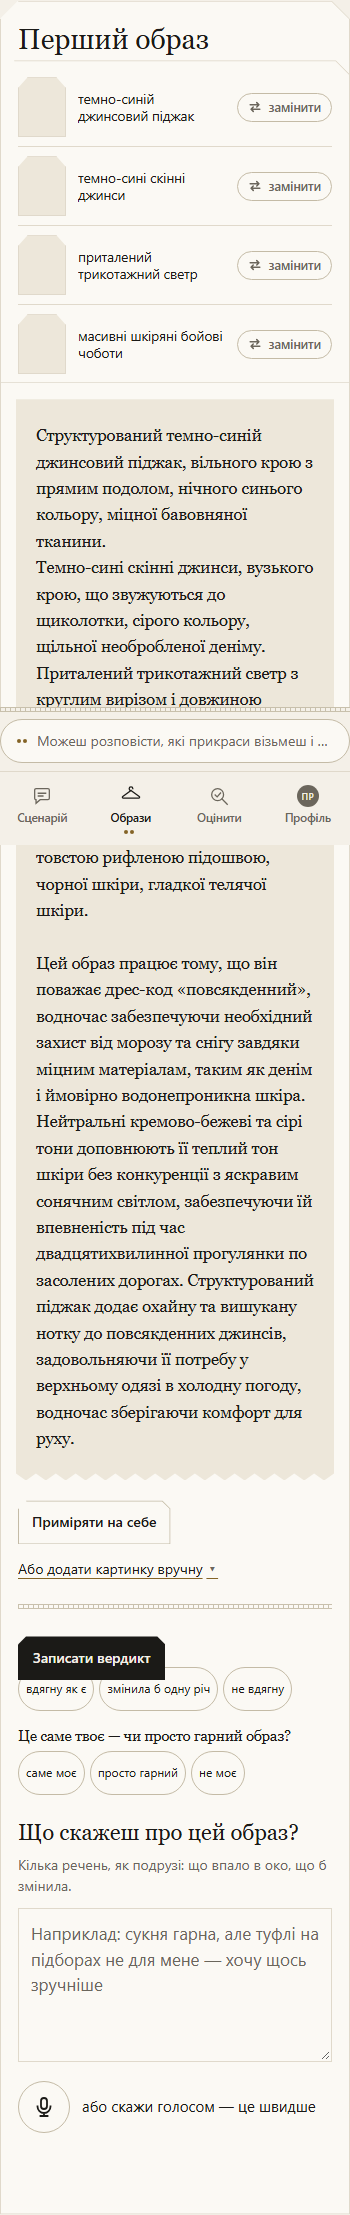 Перший образ
темно-синій
джинсовий піджак
замінити
темно-сині скінні
джинси
замінити
приталений
трикотажний светр
замінити
масивні шкіряні бойові
чоботи
замінити
Структурований темно-синій
джинсовий піджак, вільного крою з
прямим подолом, нічного синього
кольору, міцної бавовняної
тканини.
Темно-сині скінні джинси, вузького
крою, що звужуються до
щиколотки, сірого кольору,
щільної необробленої деніму.
Приталений трикотажний светр з
круглим вирізом і довжиною
Можеш розповісти, які прикраси візьмеш і ...
Сценарій
Образи
Оцінити
ПР
Профіль
товстою рифленою підошвою,
чорної шкіри, гладкої телячої
шкіри.
Цей образ працює тому, що він
поважає дрес-код «повсякденний»,
водночас забезпечуючи необхідний
захист від морозу та снігу завдяки
міцним матеріалам, таким як денім
і ймовірно водонепроникна шкіра.
Нейтральні кремово-бежеві та сірі
тони доповнюють її теплий тон
шкіри без конкуренції з яскравим
сонячним світлом, забезпечуючи їй
впевненість під час
двадцятихвилинної прогулянки по
засолених дорогах. Структурований
піджак додає охайну та вишукану
нотку до повсякденних джинсів,
задовольняючи її потребу у
верхньому одязі в холодну погоду,
водночас зберігаючи комфорт для
руху.
Приміряти на себе
Або додати картинку вручну
Записати вердикт
вдягну як є
змінила б одну річ
не вдягну
Це саме твоє — чи просто гарний образ?
саме моє
просто гарний
не моє
Що скажеш про цей образ?
Кілька речень, як подрузі: що впало в око, що б
змінила.
Наприклад: сукня гарна, але туфлі на
підборах не для мене — хочу щось
зручніше
або скажи голосом — це швидше